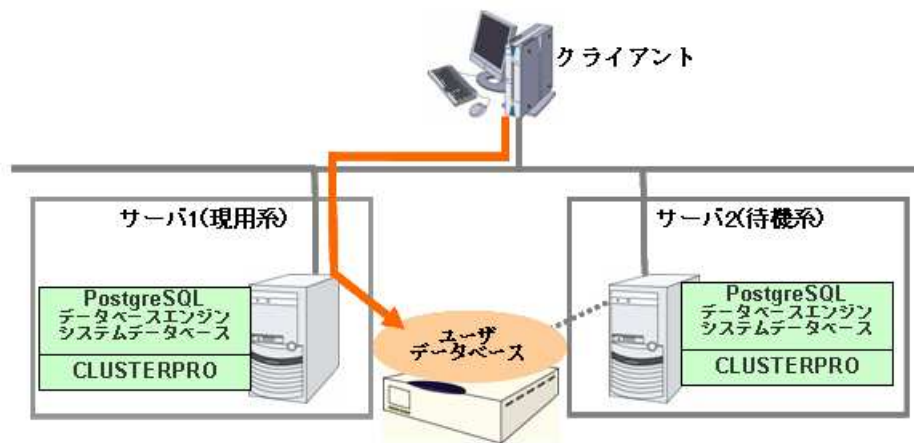 クライアント
サーバ1(現用系)
サーバ2(待機系)
PostgreSQL
データベースエンジン
システムデータベース
CLUSTERPRO
ユーザ
データベース
PostgreSQL
データベースエンジン
システムデータベース
CLUSTERPRO